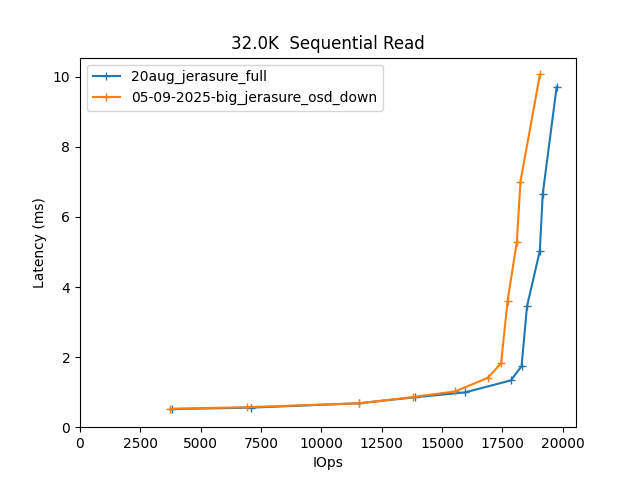 32.0K  Sequential Read
20aug_jerasure_full
05-09-2025-big_jerasure_osd_down
10
8
6
4
2
0
Latency (ms)
0 2500 5000 7500 10000 12500 15000 17500 20000
IOps